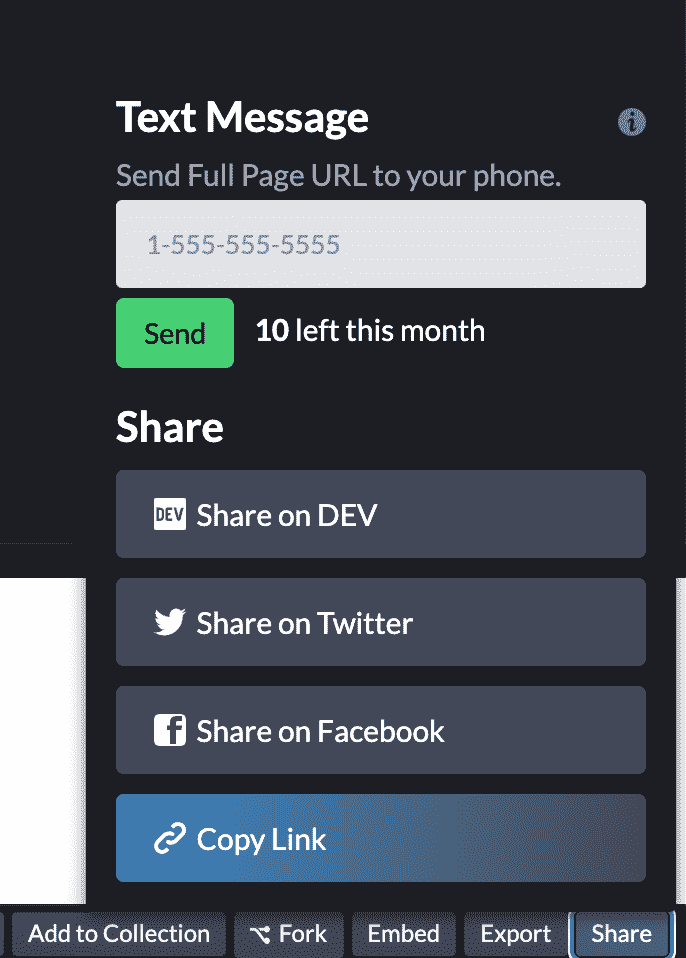 Text Message
Send Full Page URL to your phone.
1-555-555-5555
Send 10 left this month
Share
DEV Share on DEV
Share on Twitter
Share on Facebook
Copy Link
Add to Collection Fork Embed Export Share